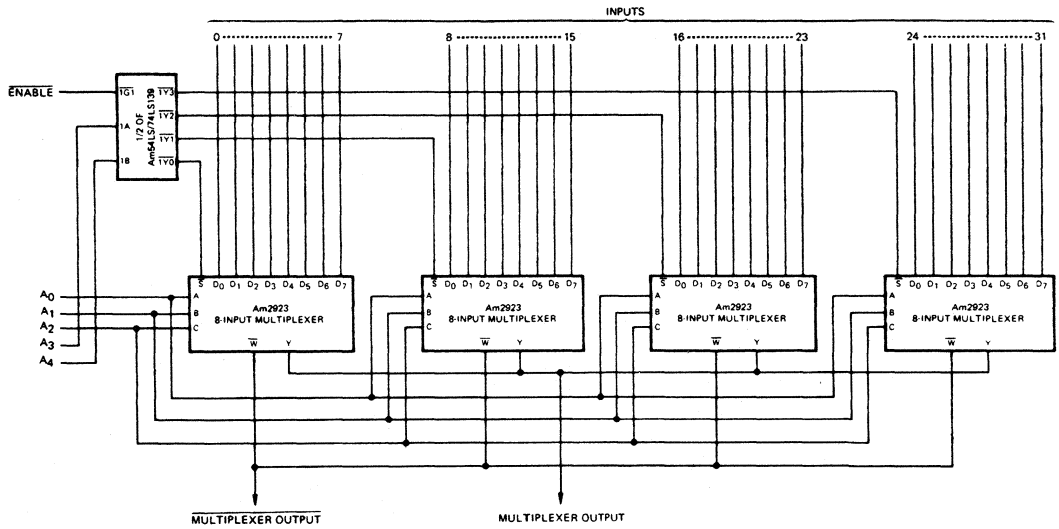 INPUTS
0 7 8 15 16 23 24 31
ENABLE
1G1
1A
1B
1/2 OF
Am54LS/74LS139
1Y3
1Y2
1Y1
1Y0
S D0 D1 D2 D3 D4 D5 D6 D7
A
B
C
Am2923
8-INPUT MULTIPLEXER
W Y
S D0 D1 D2 D3 D4 D5 D6 D7
A
B
C
Am2923
8-INPUT MULTIPLEXER
W Y
S D0 D1 D2 D3 D4 D5 D6 D7
A
B
C
Am2923
8-INPUT MULTIPLEXER
W Y
S D0 D1 D2 D3 D4 D5 D6 D7
A
B
C
Am2923
8-INPUT MULTIPLEXER
W Y
A0
A1
A2
A3
A4
MULTIPLEXER OUTPUT
MULTIPLEXER OUTPUT